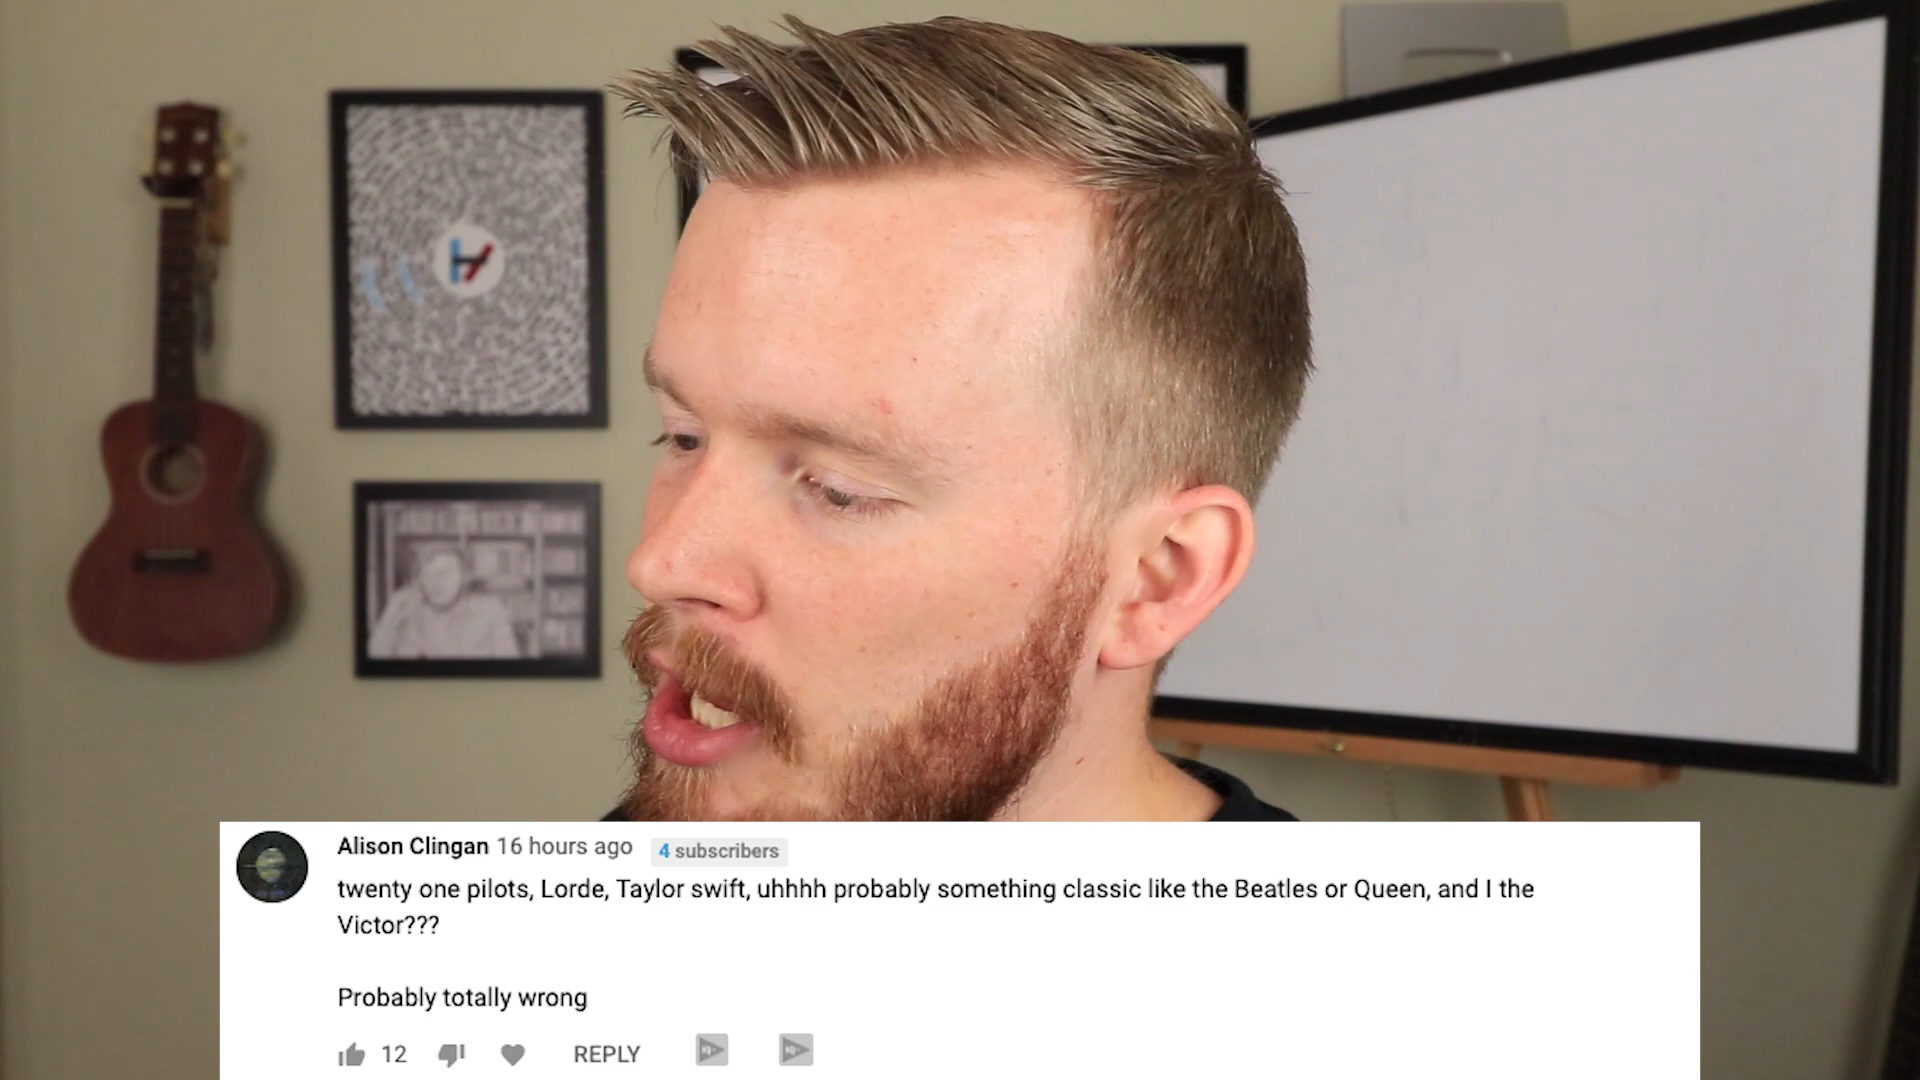 Alison Clingan 16 hours ago 4 subscribers
twenty one pilots, Lorde, Taylor swift, uhhhh probably something classic like the Beatles or Queen, and I the
Victor???
Probably totally wrong
12 REPLY